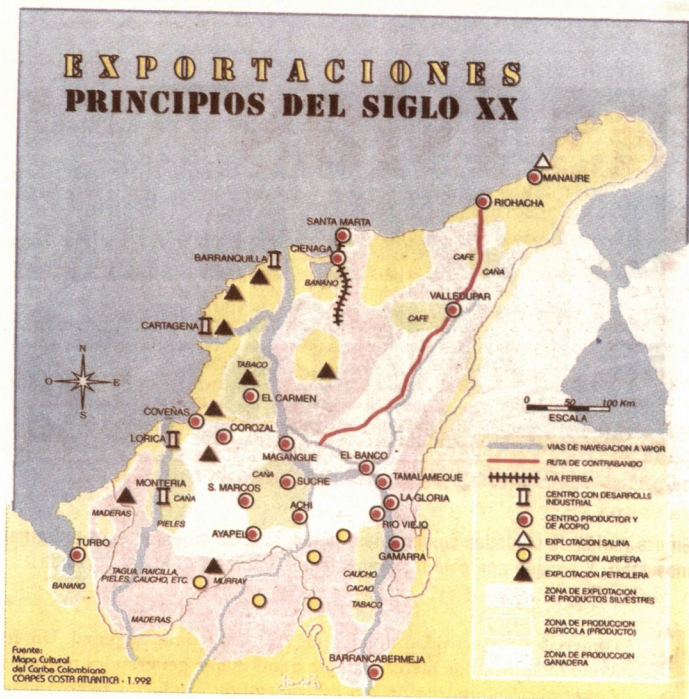 EXPORTACIONES
PRINCIPIOS DEL SIGLO XX
MANAURE
RIOHACHA
SANTA MARTA
CIENAGA
BARRANQUILLA
BANANO
CAFE
CAÑA
VALLEDUPAR
CAFE
CARTAGENA
N
O
E
S
TABACO
EL CARMEN
0 50 100 Km.
ESCALA
COVEÑAS
COROZAL
LORICA
MAGANGUE
EL BANCO
MONTERIA
CAÑA
CAÑA
SUCRE
TAMALAMEQUE
S. MARCOS
LA GLORIA
MADERAS
ACHI
PIELES
RIO VIEJO
AYAPEL
TURBO
GAMARRA
TAGUA, RAICILLA,
PIELES, CAUCHO, ETC.
MURRAY
CAUCHO
BANANO
CACAO
TABACO
MADERAS
BARRANCABERMEJA
VIAS DE NAVEGACION A VAPOR
RUTA DE CONTRABANDO
VIA FERREA
CENTRO CON DESARROLLS
INDUSTRIAL
CENTRO PRODUCTOR Y
DE ACOPIO
EXPLOTACION SALINA
EXPLOTACION AURIFERA
EXPLOTACION PETROLERA
ZONA DE EXPLOTACION
DE PRODUCTOS SILVESTRES
ZONA DE PRODUCCION
AGRICOLA (PRODUCTO)
ZONA DE PRODUCCION
GANADERA
Fuente:
Mapa Cultural
del Caribe Colombiano
CORPES COSTA ATLANTICA - 1.992